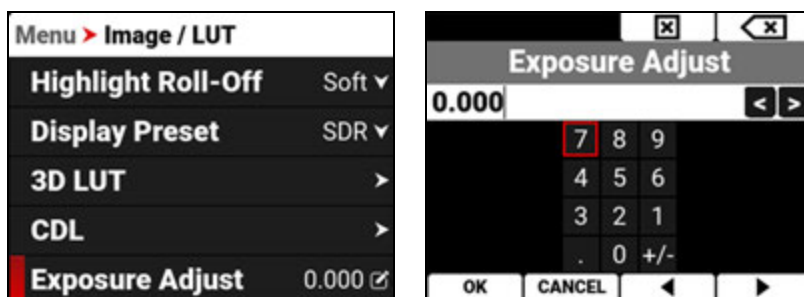 Menu > Image / LUT
Highlight Roll-Off Soft
Display Preset SDR
3D LUT >
CDL >
Exposure Adjust 0.000
Exposure Adjust
0.000 < >
7 8 9
4 5 6
3 2 1
. 0 +/-
OK CANCEL ◀ ▶